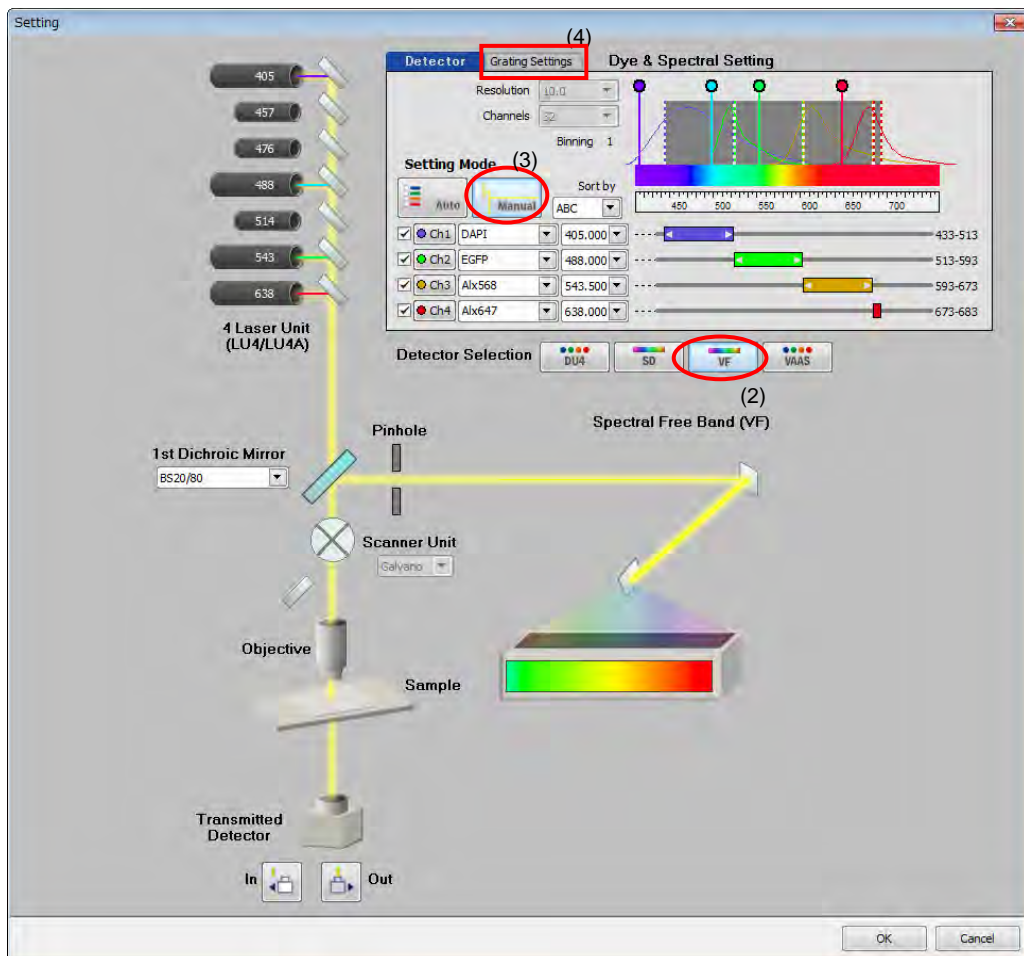 Setting
(4)
Detector Grating Settings Dye & Spectral Setting
Resolution 10.0
Channels 32
Binning 1
Setting Mode (3)
Auto Manual Sort by
ABC
450 500 550 600 650 700
Ch1 DAPI 405.000 433-513
Ch2 EGFP 488.000 513-593
Ch3 Alx568 543.500 593-673
Ch4 Alx647 638.000 673-683
Detector Selection DU4 SD VF VAAS
(2)
Spectral Free Band (VF)
405
457
476
488
514
543
638
4 Laser Unit
(LU4/LU4A)
Pinhole
1st Dichroic Mirror
BS20/80
Scanner Unit
Galvano
Objective
Sample
Transmitted
Detector
In Out
OK Cancel